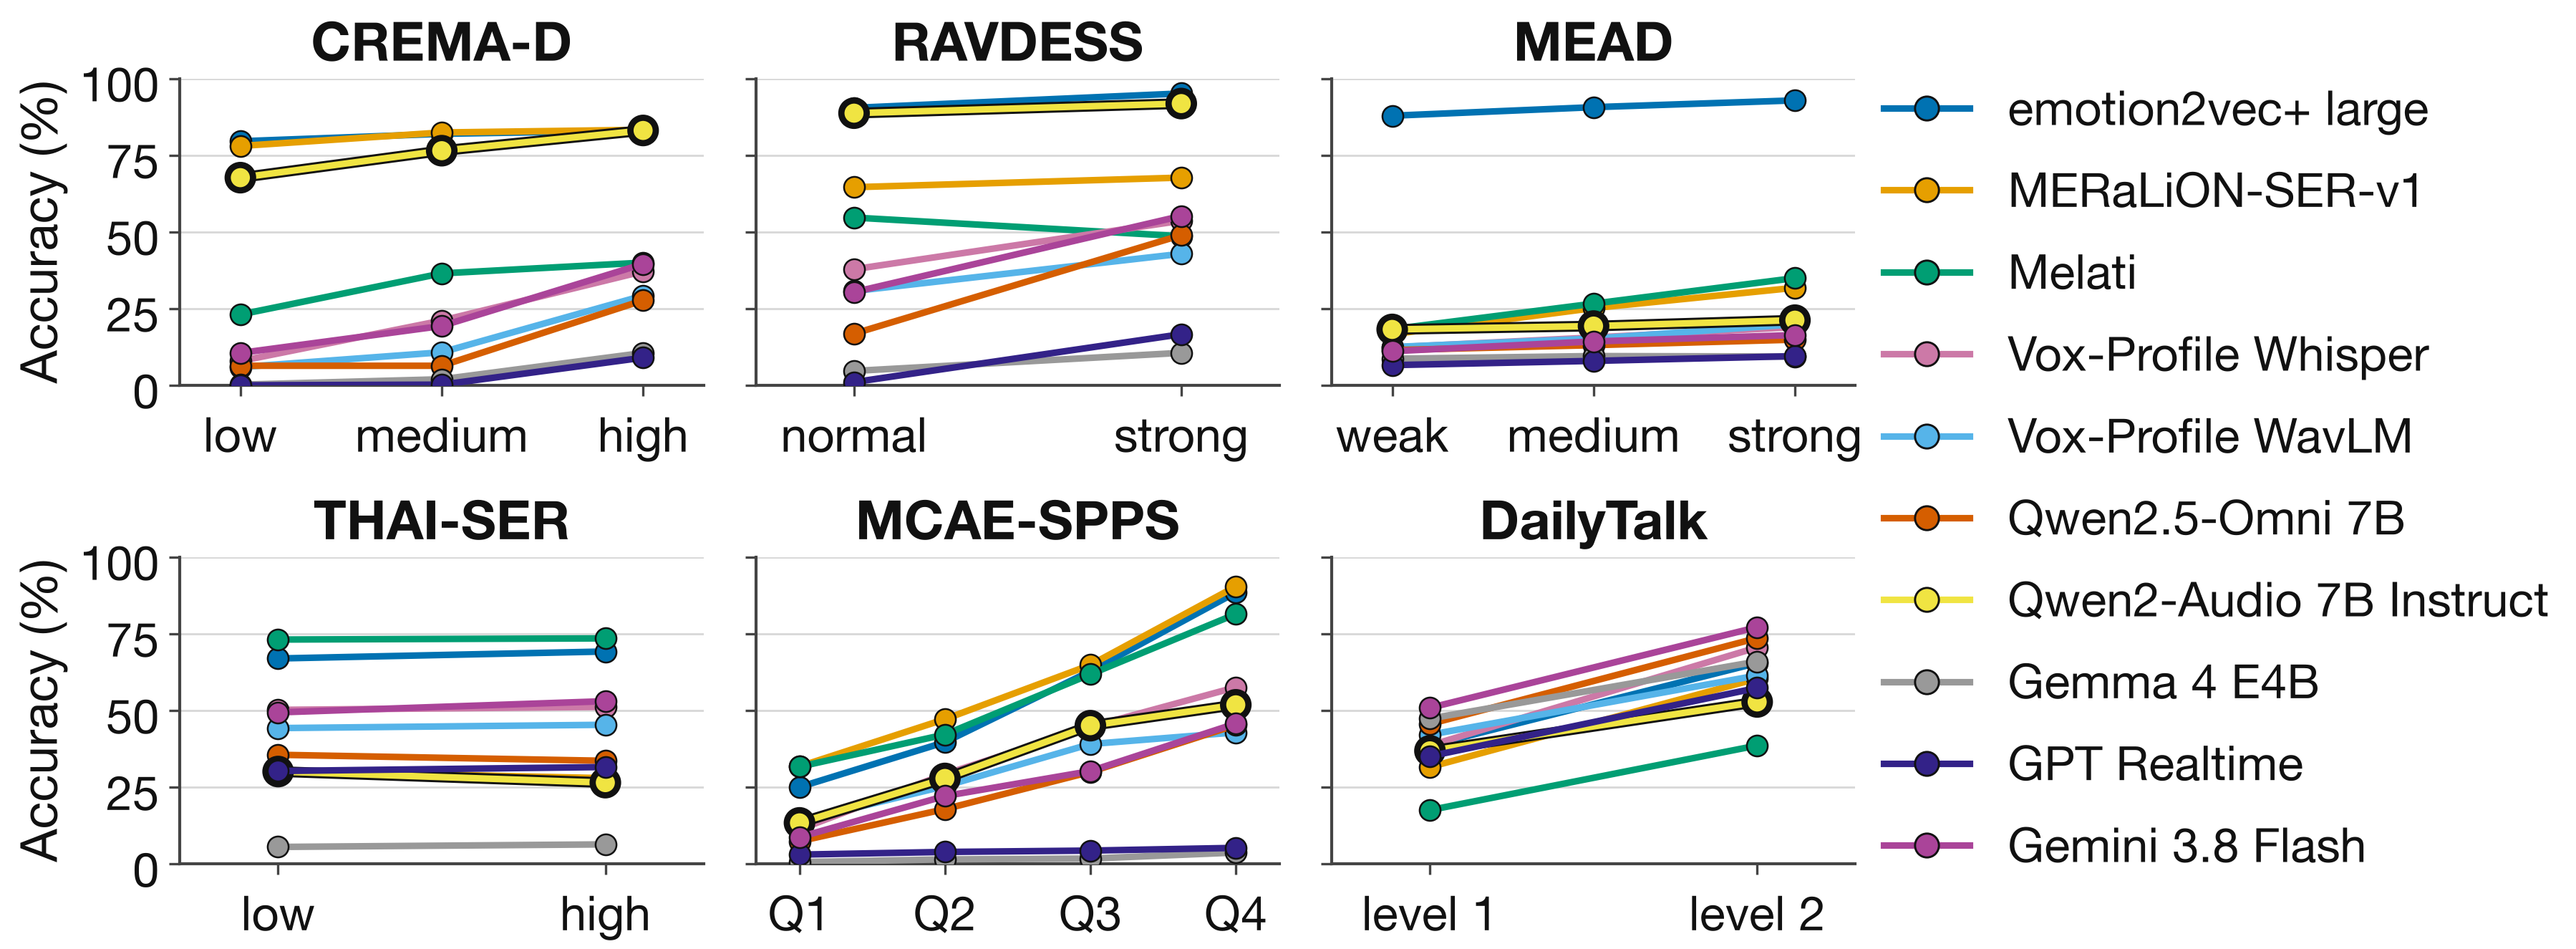 CREMA-D
RAVDESS
MEAD
Accuracy (%)
100
75
50
25
0
low medium high
normal strong
weak medium strong
THAI-SER
MCAE-SPPS
DailyTalk
Accuracy (%)
100
75
50
25
0
low high
Q1 Q2 Q3 Q4
level 1 level 2
emotion2vec+ large
MERaLiON-SER-v1
Melati
Vox-Profile Whisper
Vox-Profile WavLM
Qwen2.5-Omni 7B
Qwen2-Audio 7B Instruct
Gemma 4 E4B
GPT Realtime
Gemini 3.8 Flash